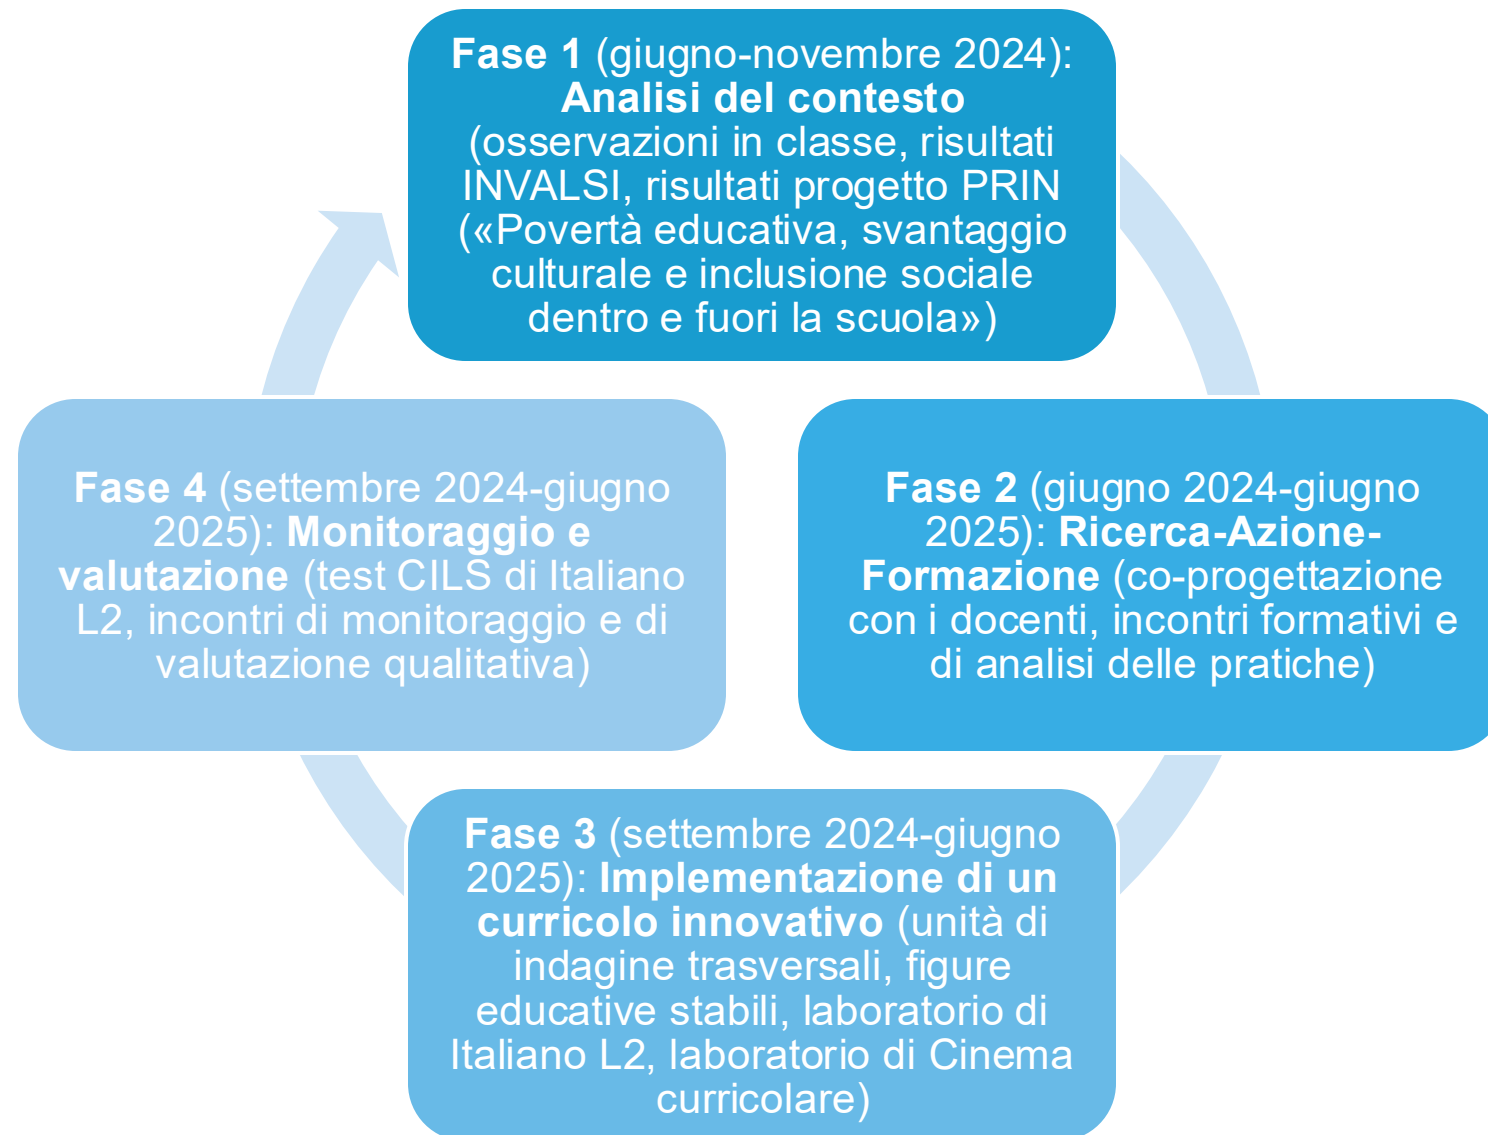 Fase 1 (giugno-novembre 2024):
Analisi del contesto
(osservazioni in classe, risultati
INVALSI, risultati progetto PRIN
(«Povertà educativa, svantaggio
culturale e inclusione sociale
dentro e fuori la scuola»)
Fase 2 (giugno 2024-giugno
2025): Ricerca-Azione-
Formazione (co-progettazione
con i docenti, incontri formativi e
di analisi delle pratiche)
Fase 3 (settembre 2024-giugno
2025): Implementazione di un
curricolo innovativo (unità di
indagine trasversali, figure
educative stabili, laboratorio di
Italiano L2, laboratorio di Cinema
curricolare)
Fase 4 (settembre 2024-giugno
2025): Monitoraggio e
valutazione (test CILS di Italiano
L2, incontri di monitoraggio e di
valutazione qualitativa)